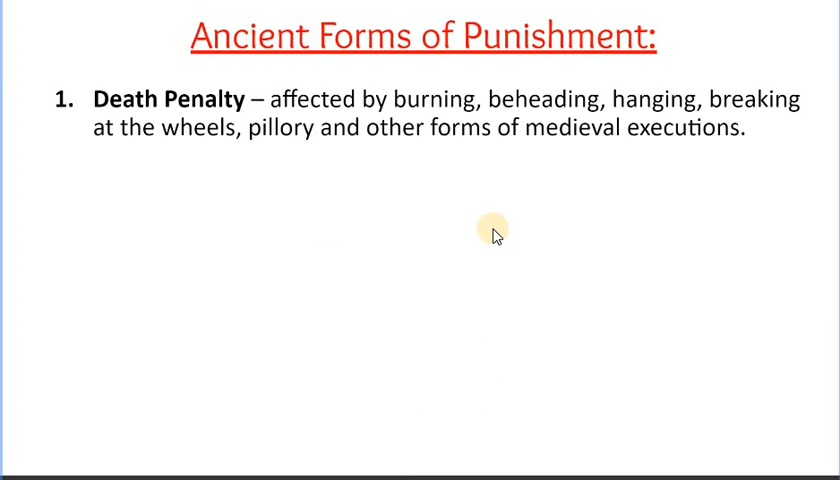 Ancient Forms of Punishment:
1. Death Penalty – affected by burning, beheading, hanging, breaking
at the wheels, pillory and other forms of medieval executions.